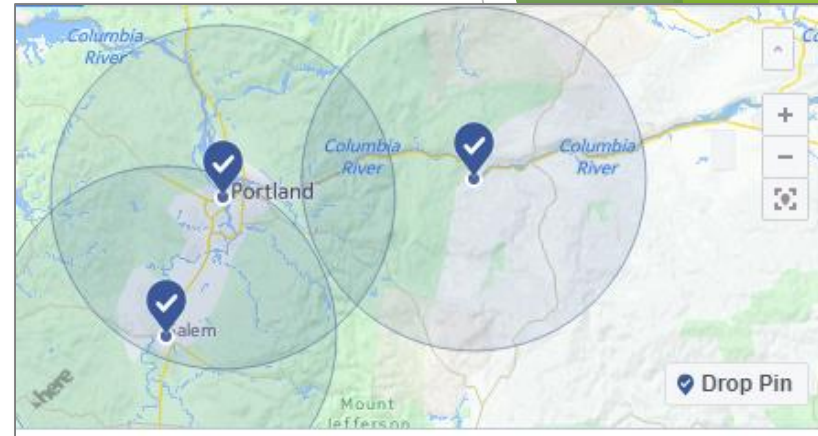 Columbia
River
Portland
Columbia
River
Columbia
River
alem
here
Mount
Jefferson
Drop Pin